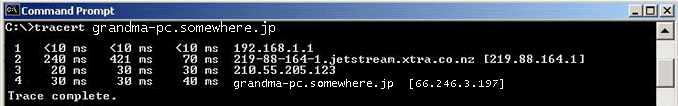 Command Prompt
C:\>tracert grandma-pc.somewhere.jp
1 <10 ms <10 ms <10 ms 192.168.1.1
2 240 ms 421 ms 70 ms 219-88-164-1.jetstream.xtra.co.nz [219.88.164.1]
3 20 ms 30 ms 30 ms 210.55.205.123
4 30 ms 30 ms 40 ms grandma-pc.somewhere.jp [66.246.3.197]
Trace complete.